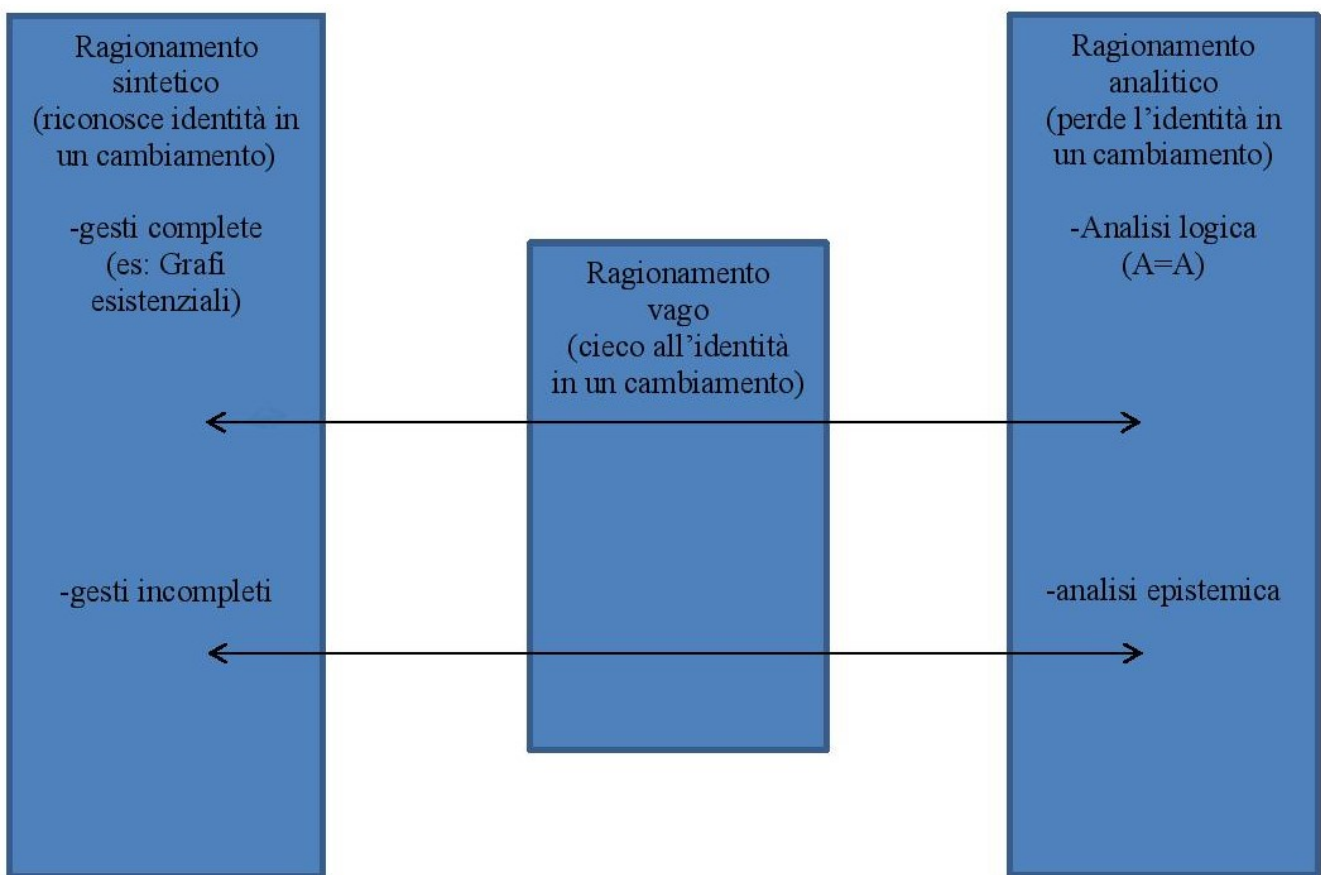 Ragionamento
sintetico
(riconosce identità in
un cambiamento)
-gesti complete
(es: Grafi
esistenziali)
-gesti incompleti
Ragionamento
vago
(cieco all’identità
in un cambiamento)
Ragionamento
analitico
(perde l’identità in
un cambiamento)
-Analisi logica
(A=A)
-analisi epistemica